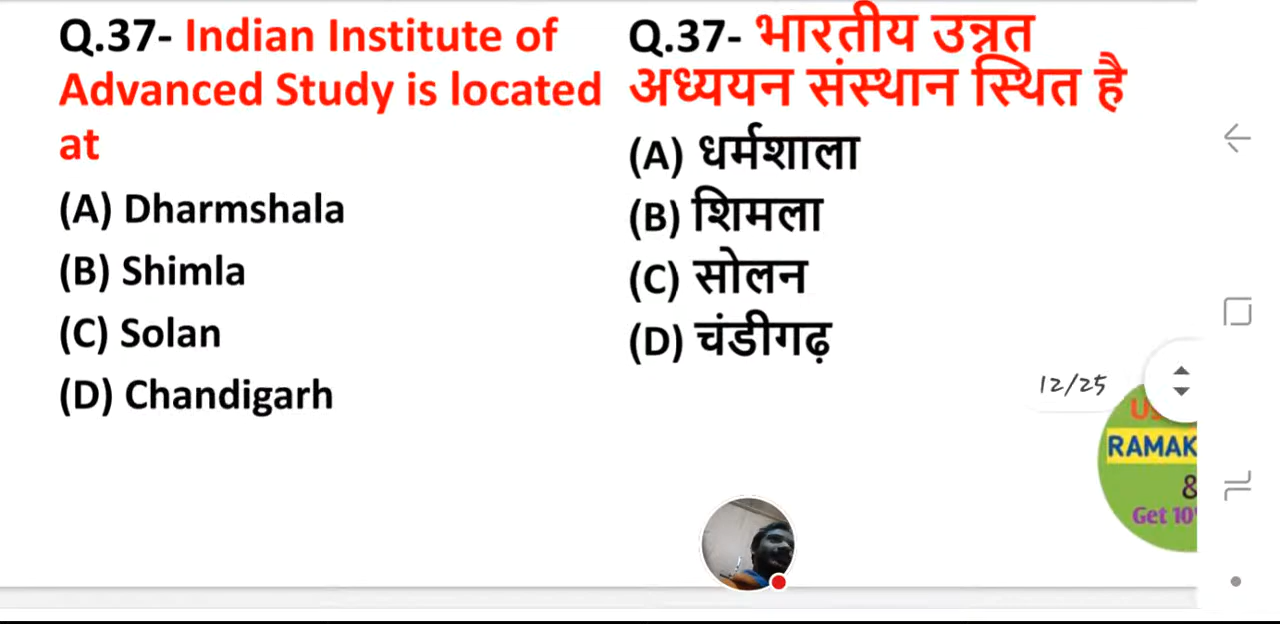 Q.37- Indian Institute of
Advanced Study is located
at
(A) Dharmshala
(B) Shimla
(C) Solan
(D) Chandigarh
Q.37- भारतीय उन्नत
अध्ययन संस्थान स्थित है
(A) धर्मशाला
(B) शिमला
(C) सोलन
(D) चंडीगढ़
12/25
RAMAK
&
Get 10